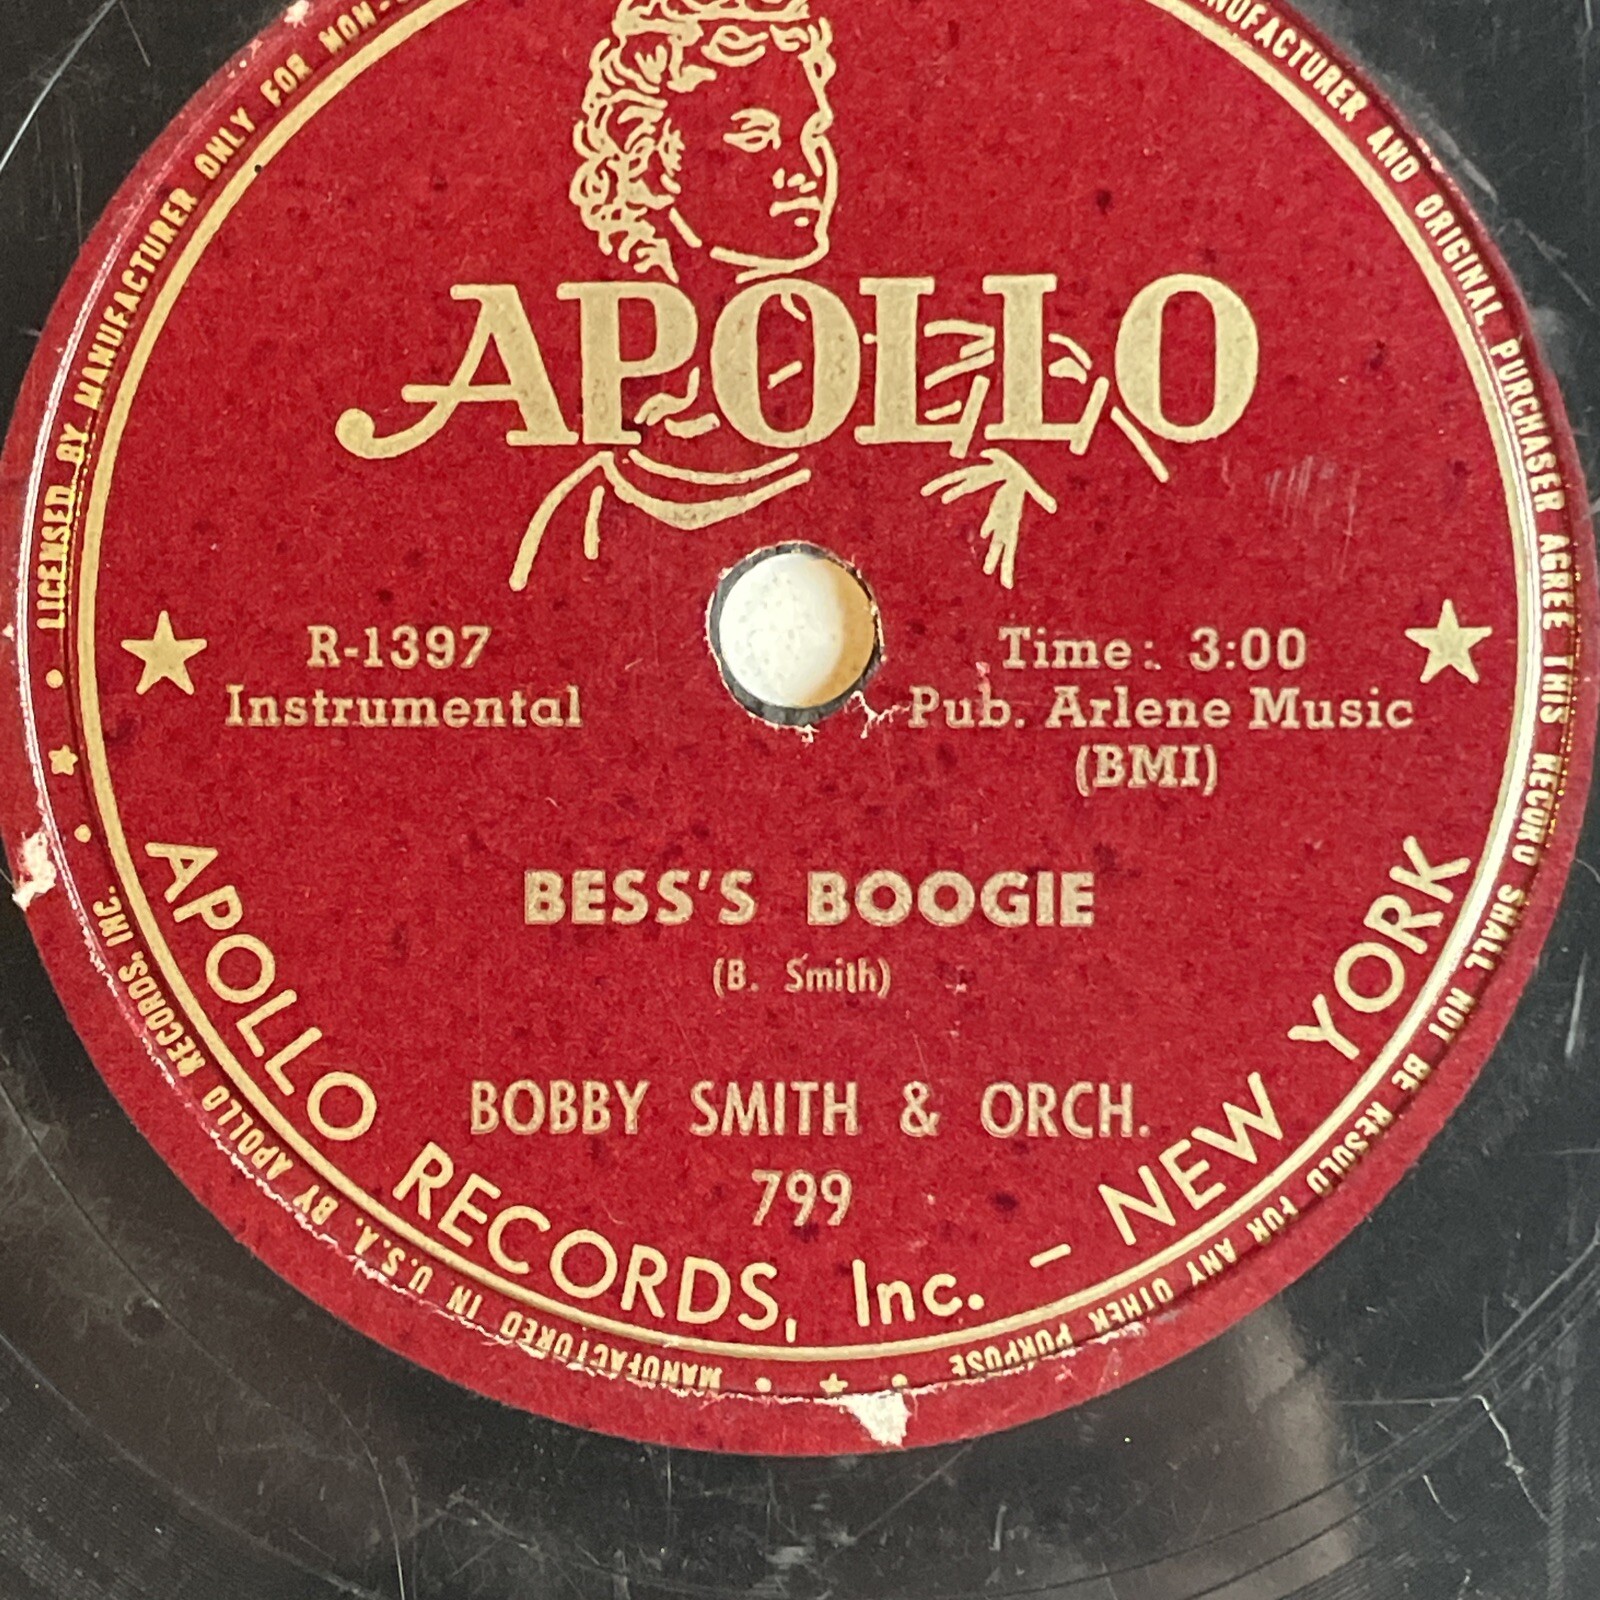 APOLLO
R-1397
Instrumental
Time: 3:00
Pub. Arlene Music
(BMI)
BESS'S BOOGIE
(B. Smith)
BOBBY SMITH & ORCH.
799
APOLLO RECORDS, Inc. – NEW YORK
LICENSED BY MANUFACTURER ONLY FOR NON-
MANUFACTURER AND ORIGINAL PURCHASER AGREE THIS RECORD SHALL NOT BE RESOLD FOR ANY OTHER PURPOSE
MANUFACTURED IN U.S.A. BY APOLLO RECORDS, INC.